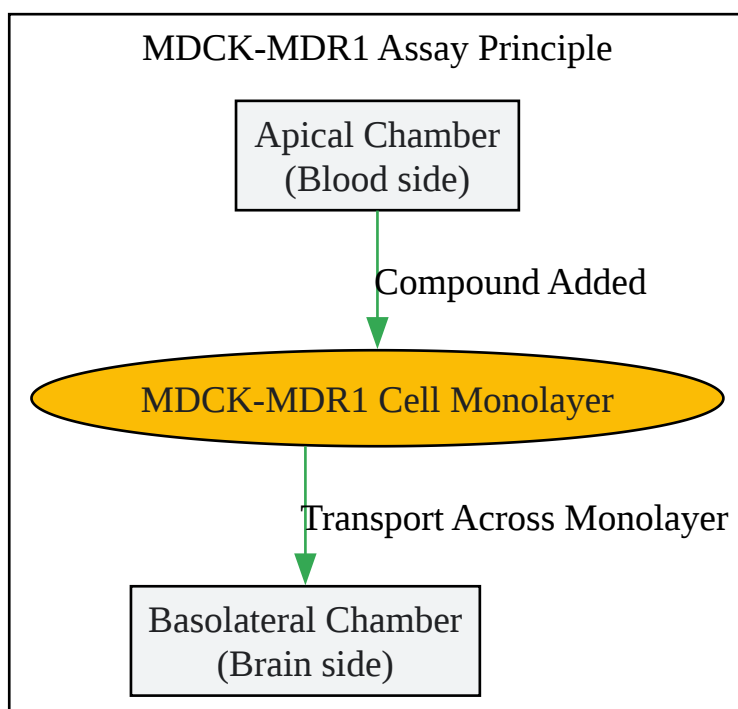 MDCK-MDR1 Assay Principle
Apical Chamber
(Blood side)
Compound Added
MDCK-MDR1 Cell Monolayer
Transport Across Monolayer
Basolateral Chamber
(Brain side)